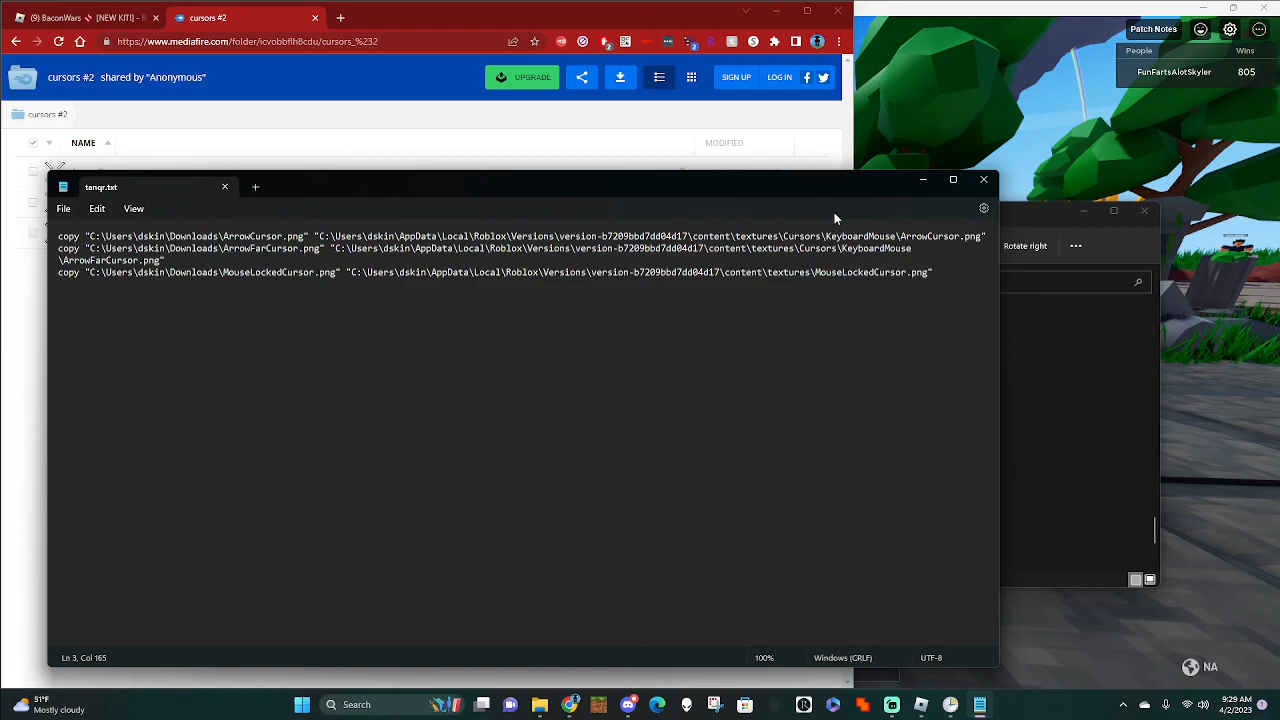 (9) BaconWars [NEW KIT!] - R
cursors #2
https://www.mediafire.com/folder/icvobbflh8cdu/cursors_%232
Patch Notes
People
Wins
FunFartsAlotSkyler
805
cursors #2 shared by "Anonymous"
UPGRADE
SIGN UP
LOG IN
cursors #2
NAME
MODIFIED
tanqr.txt
File
Edit
View
Rotate right
copy "C:\Users\dskin\Downloads\ArrowCursor.png" "C:\Users\dskin\AppData\Local\Roblox\Versions\version-b7209bbd7dd04d17\content\textures\Cursors\KeyboardMouse\ArrowCursor.png"
copy "C:\Users\dskin\Downloads\ArrowFarCursor.png" "C:\Users\dskin\AppData\Local\Roblox\Versions\version-b7209bbd7dd04d17\content\textures\Cursors\KeyboardMouse
\ArrowFarCursor.png"
copy "C:\Users\dskin\Downloads\MouseLockedCursor.png" "C:\Users\dskin\AppData\Local\Roblox\Versions\version-b7209bbd7dd04d17\content\textures\MouseLockedCursor.png"
Ln 3, Col 165
100%
Windows (CRLF)
UTF-8
NA
51°F
Mostly cloudy
Search
9:29 AM
4/2/2023